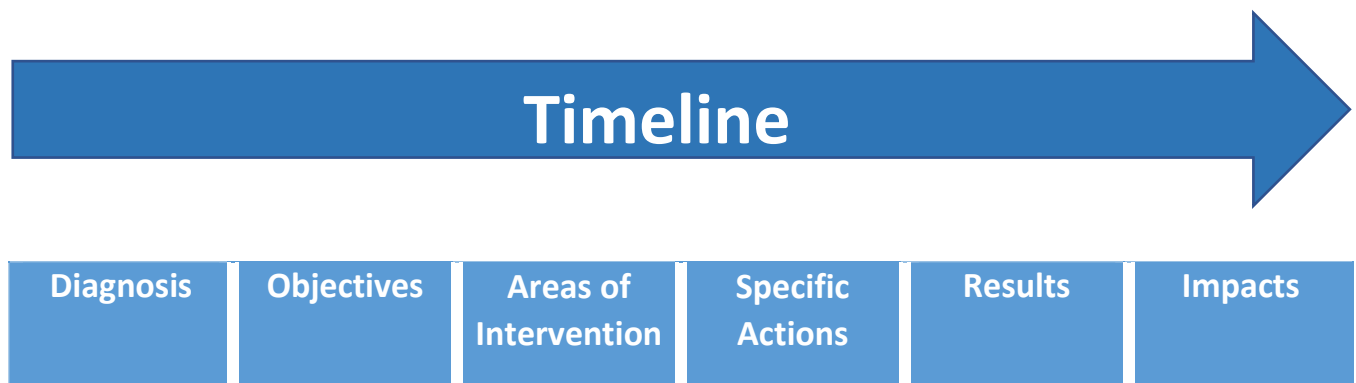 Timeline
Diagnosis
Objectives
Areas of
Intervention
Specific
Actions
Results
Impacts